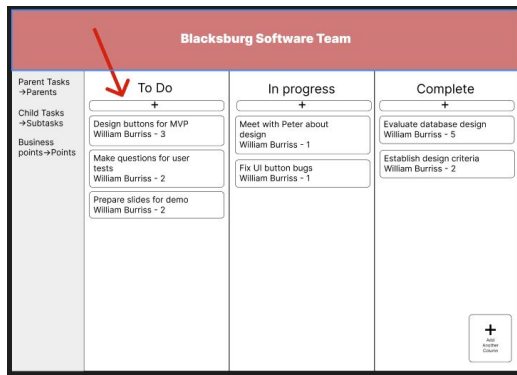 Blacksburg Software Team
Parent Tasks
→Parents
Child Tasks
→Subtasks
Business
points→Points
To Do
+
Design buttons for MVP
William Burriss - 3
Make questions for user
tests
William Burriss - 2
Prepare slides for demo
William Burriss - 2
In progress
+
Meet with Peter about
design
William Burriss - 1
Fix UI button bugs
William Burriss - 1
Complete
+
Evaluate database design
William Burriss - 5
Establish design criteria
William Burriss - 2
+
Add
Another
Column